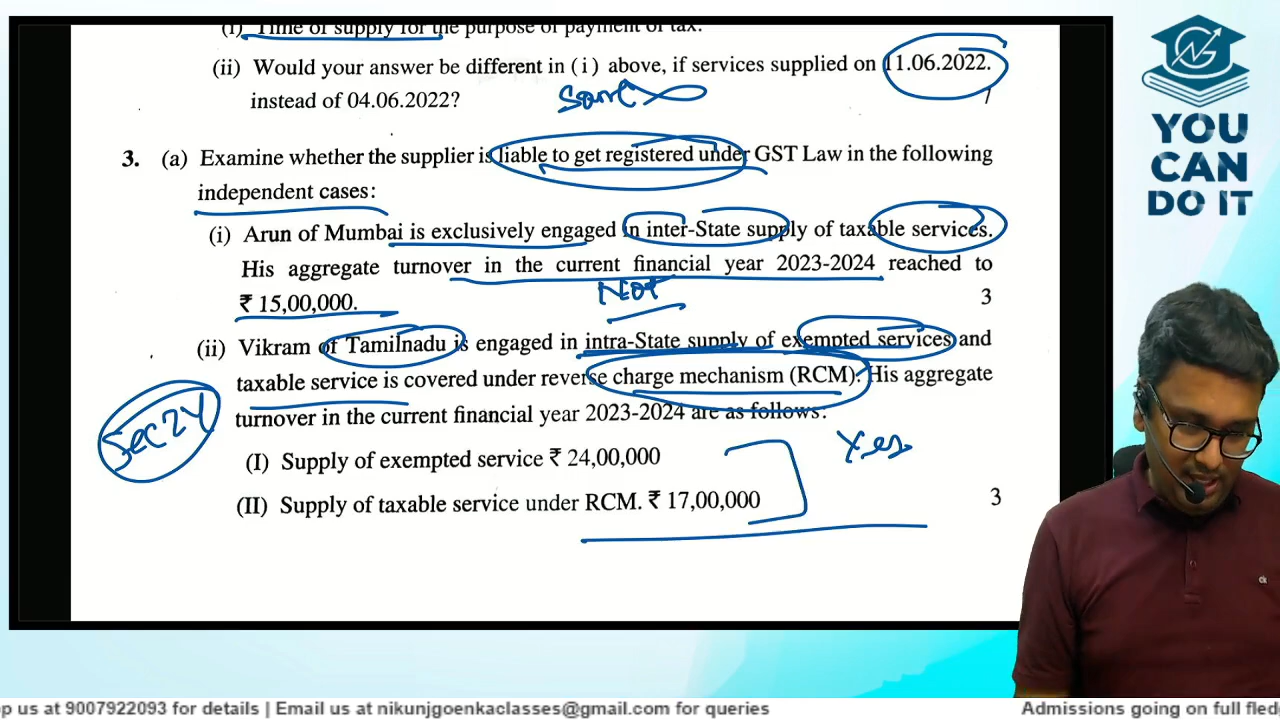 (i) Time of supply for the purpose of payment of tax.
(ii) Would your answer be different in (i) above, if services supplied on 11.06.2022.
instead of 04.06.2022?
Same
7
3. (a) Examine whether the supplier is liable to get registered under GST Law in the following
independent cases:
(i) Arun of Mumbai is exclusively engaged in inter-State supply of taxable services.
His aggregate turnover in the current financial year 2023-2024 reached to
₹ 15,00,000.
Not
3
(ii) Vikram of Tamilnadu is engaged in intra-State supply of exempted services and
taxable service is covered under reverse charge mechanism (RCM). His aggregate
turnover in the current financial year 2023-2024 are as follows:
Sec 24
Yes
(I) Supply of exempted service ₹ 24,00,000
(II) Supply of taxable service under RCM. ₹ 17,00,000
3
YOU
CAN
DO IT
p us at 9007922093 for details | Email us at nikunjgoenkaclasses@gmail.com for queries
Admissions going on full fled